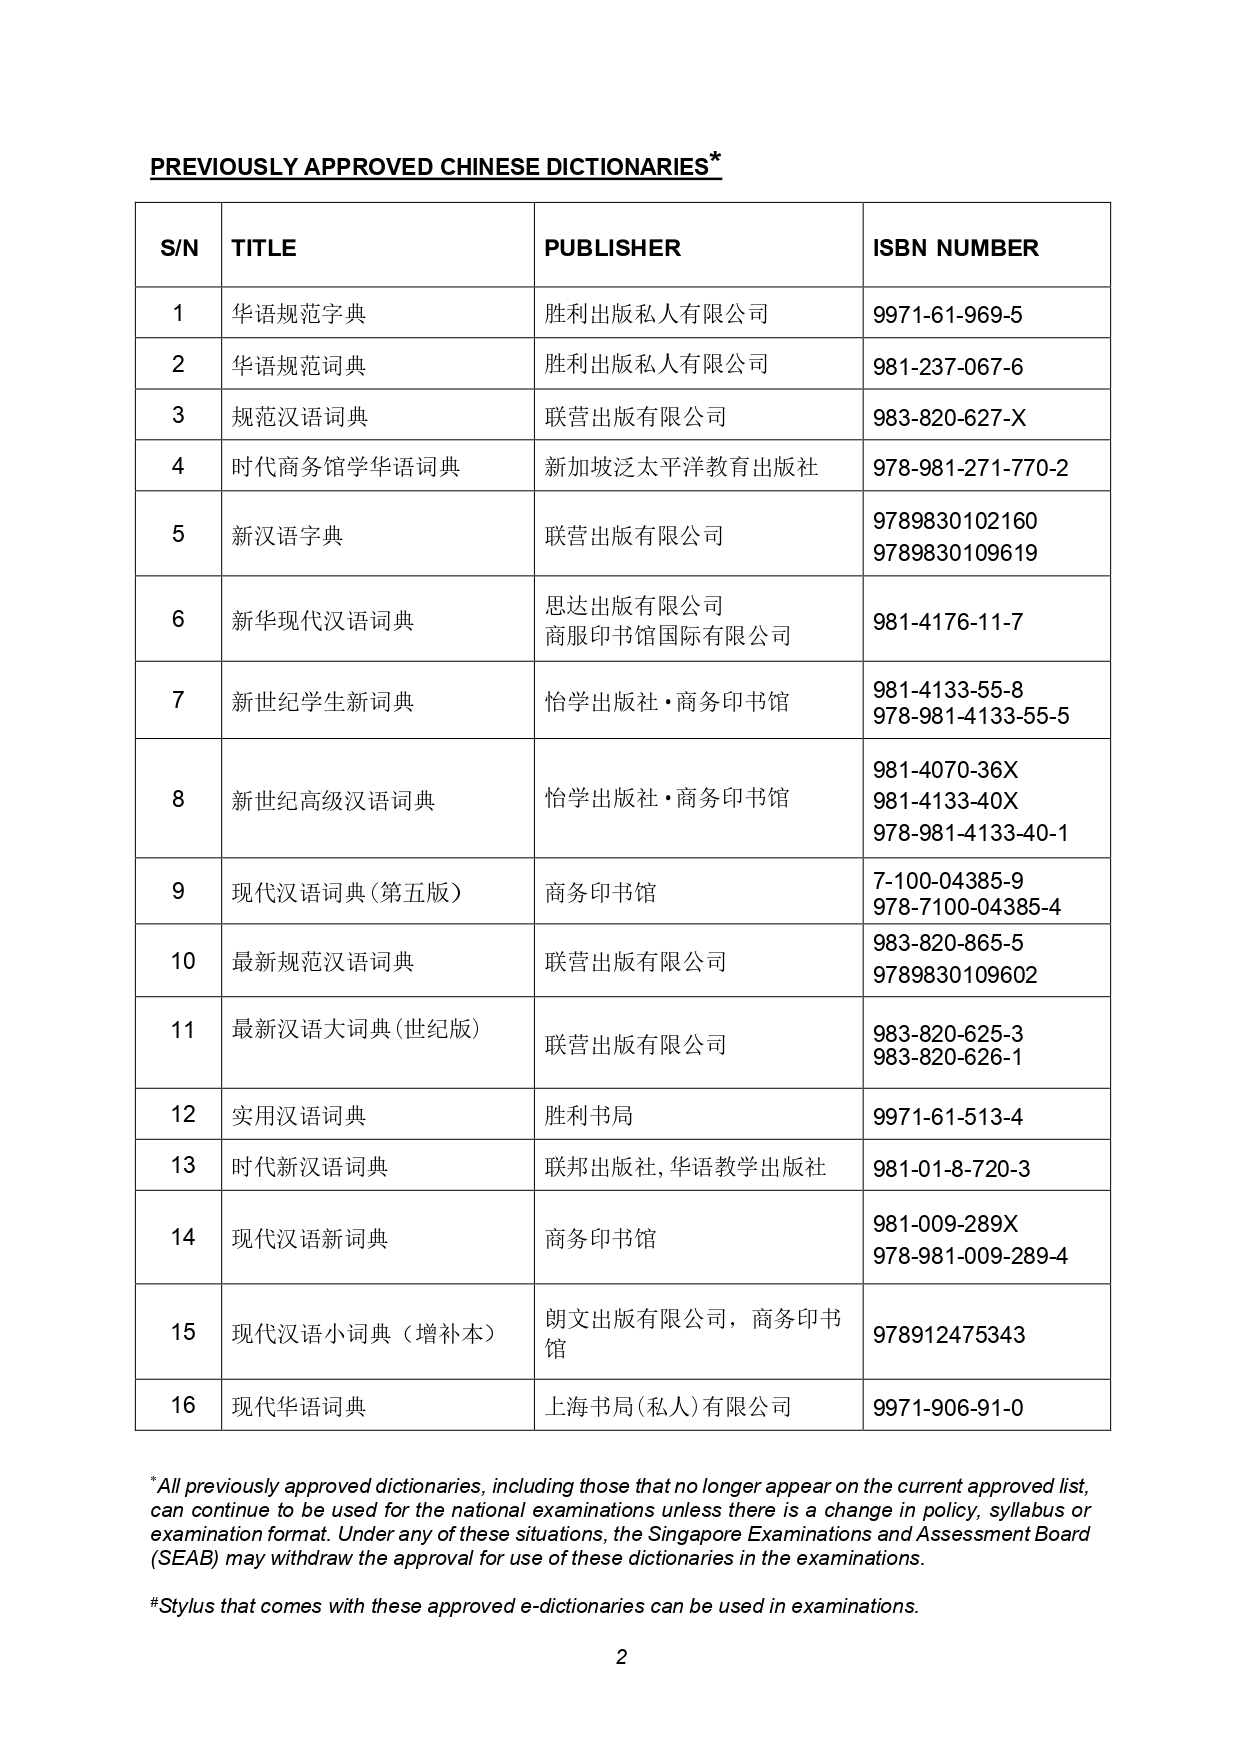 PREVIOUSLY APPROVED CHINESE DICTIONARIES*
S/N TITLE PUBLISHER ISBN NUMBER
1 华语规范字典 胜利出版私人有限公司 9971-61-969-5
2 华语规范词典 胜利出版私人有限公司 981-237-067-6
3 规范汉语词典 联营出版有限公司 983-820-627-X
4 时代商务馆学华语词典 新加坡泛太平洋教育出版社 978-981-271-770-2
5 新汉语字典 联营出版有限公司 9789830102160
9789830109619
6 新华现代汉语词典 思达出版有限公司
商服印书馆国际有限公司 981-4176-11-7
7 新世纪学生新词典 怡学出版社•商务印书馆 981-4133-55-8
978-981-4133-55-5
8 新世纪高级汉语词典 怡学出版社•商务印书馆 981-4070-36X
981-4133-40X
978-981-4133-40-1
9 现代汉语词典(第五版） 商务印书馆 7-100-04385-9
978-7100-04385-4
10 最新规范汉语词典 联营出版有限公司 983-820-865-5
9789830109602
11 最新汉语大词典(世纪版) 联营出版有限公司 983-820-625-3
983-820-626-1
12 实用汉语词典 胜利书局 9971-61-513-4
13 时代新汉语词典 联邦出版社,华语教学出版社 981-01-8-720-3
14 现代汉语新词典 商务印书馆 981-009-289X
978-981-009-289-4
15 现代汉语小词典（增补本） 朗文出版有限公司，商务印书
馆 978912475343
16 现代华语词典 上海书局(私人)有限公司 9971-906-91-0
*All previously approved dictionaries, including those that no longer appear on the current approved list,
can continue to be used for the national examinations unless there is a change in policy, syllabus or
examination format. Under any of these situations, the Singapore Examinations and Assessment Board
(SEAB) may withdraw the approval for use of these dictionaries in the examinations.
#Stylus that comes with these approved e-dictionaries can be used in examinations.
2